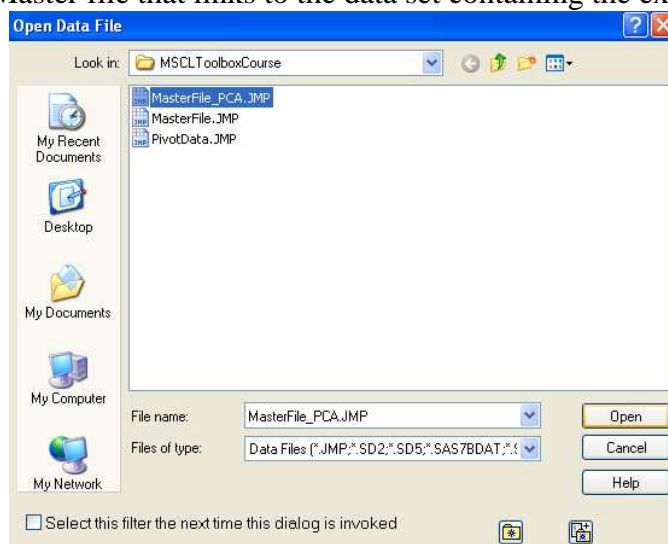 Master file that links to the data set containing the ex
Open Data File
Look in: MSCLToolboxCourse
MasterFile_PCA.JMP
MasterFile.JMP
PivotData.JMP
My Recent
Documents
Desktop
My Documents
My Computer
My Network
File name: MasterFile_PCA.JMP Open
Files of type: Data Files (*.JMP;*.SD2;*.SD5;*.SAS7BDAT;*.S Cancel
Help
Select this filter the next time this dialog is invoked